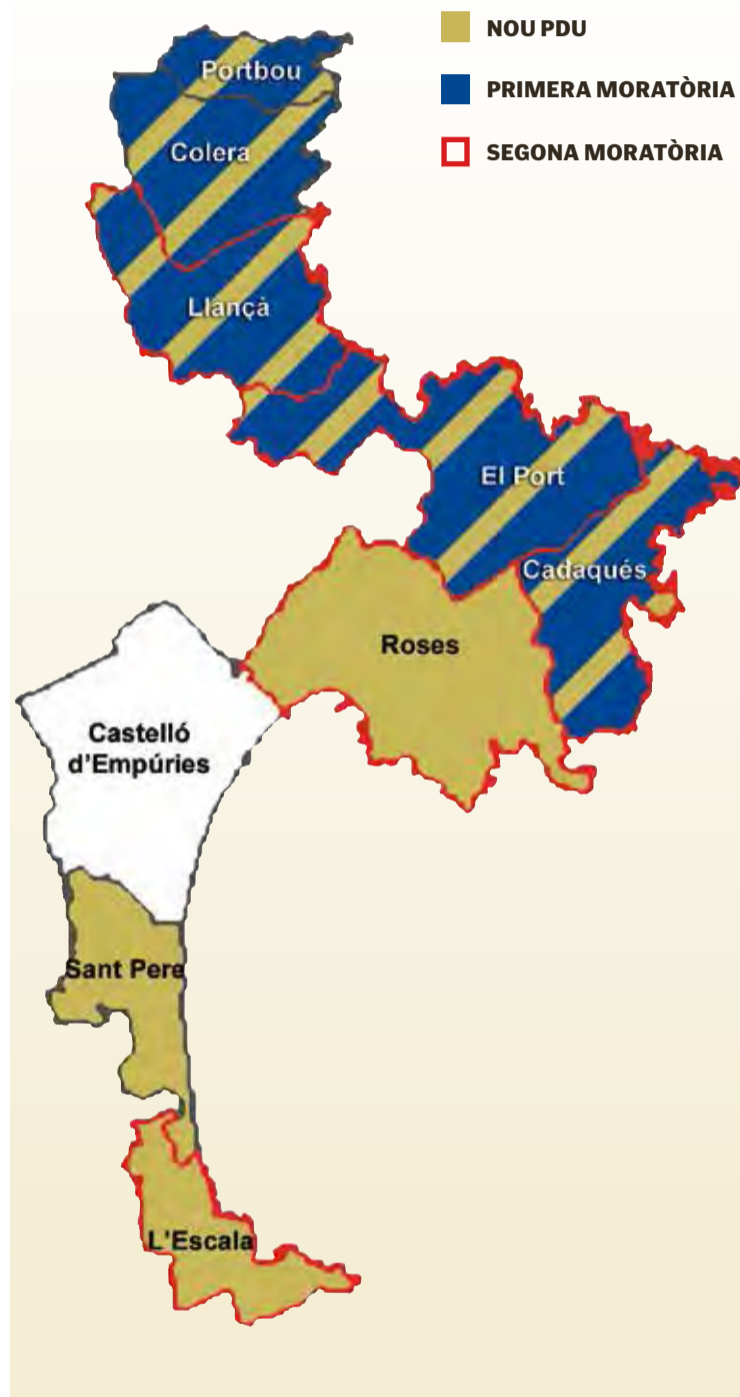 NOU PDU
PRIMERA MORATÒRIA
SEGONA MORATÒRIA
Portbou
Colera
Llançà
El Port
Cadaqués
Roses
Castelló
d'Empúries
Sant Pere
L'Escala